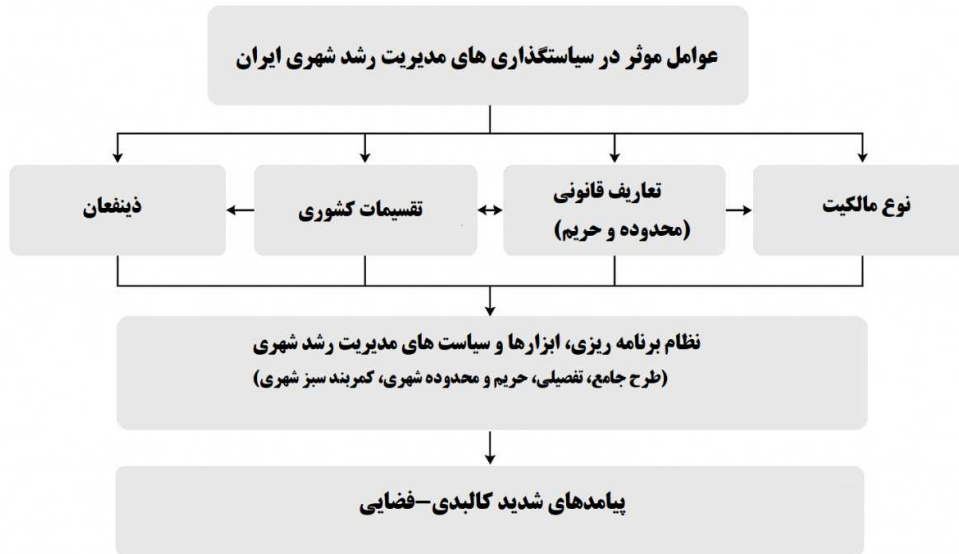 عوامل موثر در سیاستگذاری های مدیریت رشد شهری ایران
نوع مالکیت
تعاریف قانونی
(محدوده و حریم)
تقسیمات کشوری
ذینفعان
نظام برنامه ریزی، ابزارها و سیاست های مدیریت رشد شهری
(طرح جامع، تفصیلی، حریم و محدوده شهری، کمربند سبز شهری)
پیامدهای شدید کالبدی-فضایی